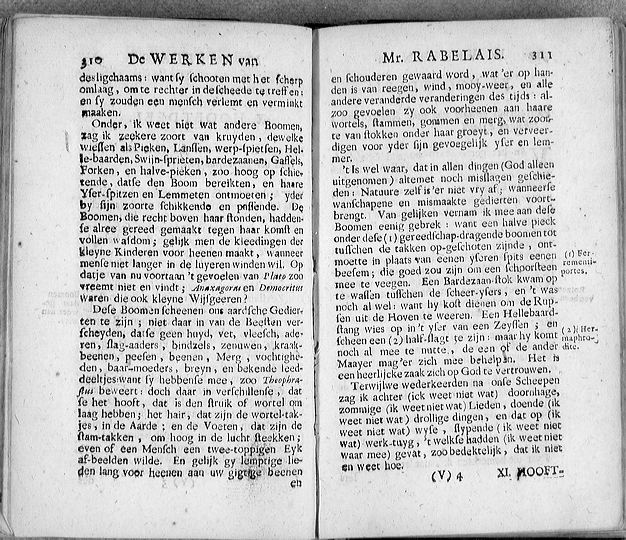 310 De WERKEN van
des ligchaams: want sy schooten met het scherp
omlaag, om te rechter in de scheede te treffen:
en sy zouden een mensch verlemt en verminkt
maaken.
Onder, ik weet niet wat andere Boomen,
zag ik zeekere zoort van kruyden, dewelke
wiessen als Pieken, Lanssen, werp-spietsen, Hel-
le-baarden, Swijn-sprieten, bardezaanen, Gaffels,
Forken, en halve-pieken, zoo hoog op schie-
tende, datse den Boom bereikten, en haare
Yser-spitzen en Lemmeten ontmoeren; yder
by sijn zoorte schikkende en passende. De
Boomen, die recht boven haar stonden, hadden-
se alree gereed gemaakt tegen haar komst en
vollen wasdom; gelijk men de kleedingen der
kleyne Kinderen voor heenen maakt, wanneer
mense niet langer in de luyeren winden wil. Op
datje van nu voortaan 't gevoelen van Plato zoo
vreemt niet en vindt; Anaxagoras en Democritus
Waren die ook kleyne Wijsgeeren?
Dese Boomen scheenen ons aardsche Gedier-
ten te zijn; niet daar in van de Beesten ver-
scheyden, datse geen huyd, vet, vleesch, ade-
ren, slag-aaders, bindzels, zenuwen, kraak-
beenen, peesen, beenen, Merg, vochtighe-
den, baar-moeders, breyn, en bekende leed-
deeltjes want sy hebbense mee, zoo Theophra-
stus beweert: doch daar in verschillense, dat
se het hooft, dat is den struik of wortel om
laag hebben; het hair, dat zijn de wortel-tak-
jes, in de Aarde; en de Voeten, dat zijn de
stam-takken, om hoog in de lucht steekken;
even of een Mensch een twee-toppigen Eyk
af-beelden wilde. En gelijk gy lemptige lie-
den lang voor heenen aan uw gigtige beenen
en
Mr. RABELAIS. 311
en schouderen gewaard word, wat 'er op han-
den is van reegen, wind, mooy-weer, en alle
andere veranderde veranderingen des tijds: al-
zoo gevoelen zy ook voorheenen aan haare
wortels, stammen, gommen en merg, wat zoor-
te van stokken onder haar groeyt, en verveer-
digen voor yder sijn gevoegelijk yser en lem-
mer.
't Is wel waar, dat in allen dingen (God alleen
uitgenomen) altemet noch misslagen geschie-
den: Natuure zelf is'er niet vry af; wanneerse
wanschapene en mismaakte gedierten voort-
brengt. Van gelijken vernam ik mee aan dese
Boomen eenig gebrek: want een halve pieck
onder dese (1) gereedschap-dragende boomen tot
tusschen de takken op-geschoten zijnde, ont-
moette in plaats van eenen yseren spits eenen
beesem; die goed zou zijn om een schoorsteen
mee te veegen. Een Bardezaan-stok kwam op
te wassen tusschen de scheer-ysers, en 't was
noch al wel: want hy kost dienen om de Rup-
sen uit de Hoven te weeren. Een Hellebaard-
stang wies op in 't yser van een Zeyssen; en
scheen een (2) half-slagt te zijn: maar hy komt
noch al mee te nutte, de een of de ander
Maayer mag'er zich mee behelpen. Het is
een heerlijcke zaak zich op God te vertrouwen.
Terwijlwe wederkeerden na onse Scheepen
zag ik achter (ick weet niet wat) doornhage,
zommige (ik weet niet wat) Lieden, doende (ik
weet niet wat) drollige dingen, en dat op (ik
weet niet wat) wyse, slypende (ik weet niet
wat) werk-tuyg, 't welkse hadden (ik weet niet
waar mee) gevat, zoo bedektelijk, dat ik niet
en weet hoe.
(1) Fer-
rementi-
portes.
(2) Her-
maphro-
dite.
(V) 4 XI. HOOFT-